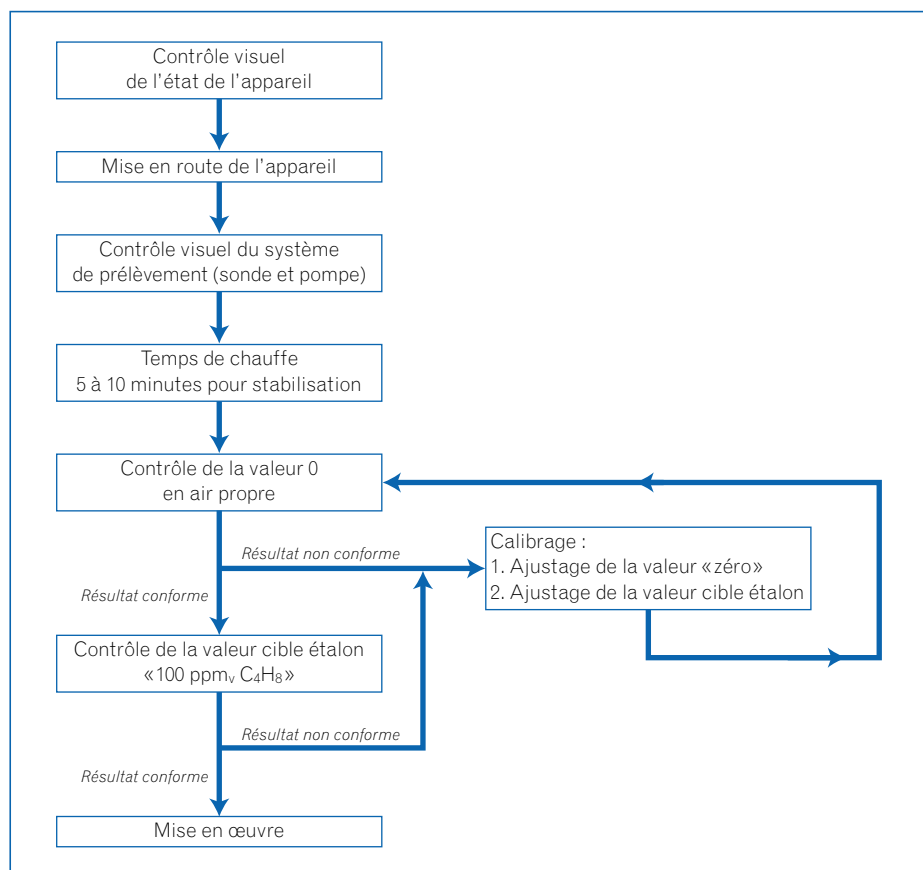 Contrôle visuel
de l'état de l'appareil
Mise en route de l'appareil
Contrôle visuel du système
de prélèvement (sonde et pompe)
Temps de chauffe
5 à 10 minutes pour stabilisation
Contrôle de la valeur 0
en air propre
Résultat non conforme
Calibrage :
1. Ajustage de la valeur «zéro»
2. Ajustage de la valeur cible étalon
Résultat conforme
Contrôle de la valeur cible étalon
«100 ppmᵥ C₄H₈»
Résultat non conforme
Résultat conforme
Mise en œuvre